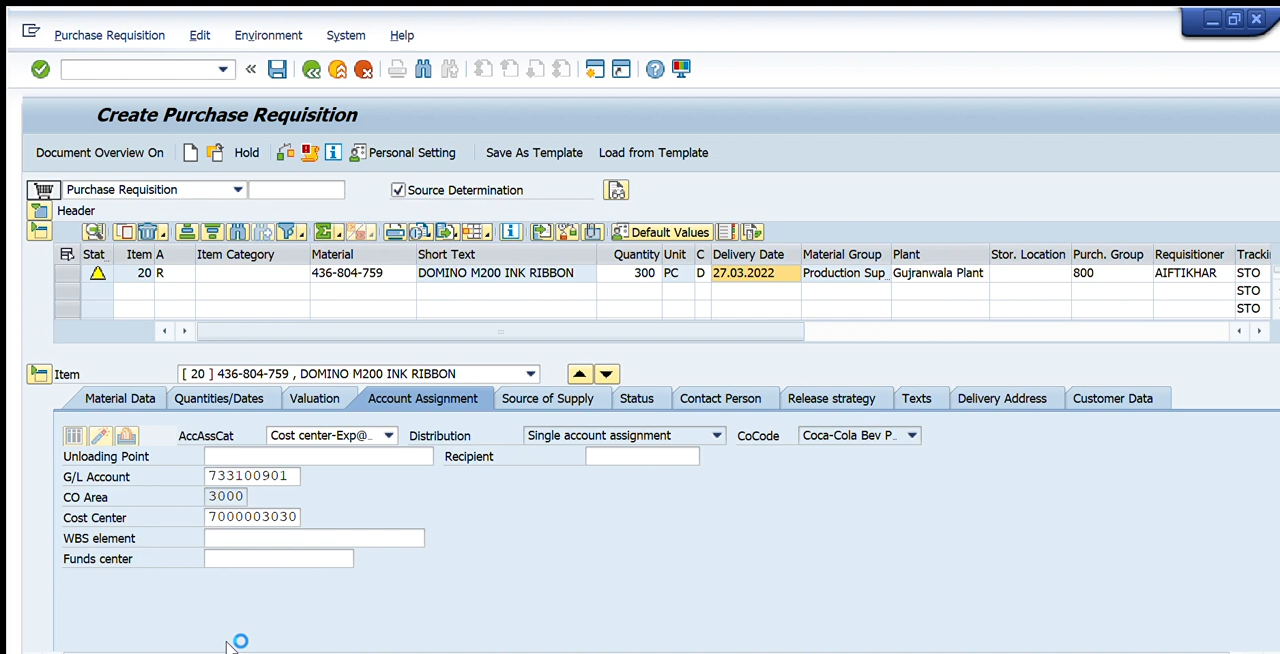 Purchase Requisition Edit Environment System Help
Create Purchase Requisition
Document Overview On Hold Personal Setting Save As Template Load from Template
Purchase Requisition Source Determination
Header
Default Values
Stat. Item A Item Category Material Short Text Quantity Unit C Delivery Date Material Group Plant Stor. Location Purch. Group Requisitioner Tracki
20 R 436-804-759 DOMINO M200 INK RIBBON 300 PC D 27.03.2022 Production Sup… Gujranwala Plant 800 AIFTIKHAR STO
STO
STO
Item [ 20 ] 436-804-759 , DOMINO M200 INK RIBBON
Material Data Quantities/Dates Valuation Account Assignment Source of Supply Status Contact Person Release strategy Texts Delivery Address Customer Data
AccAssCat Cost center-Exp@… Distribution Single account assignment CoCode Coca-Cola Bev P…
Unloading Point Recipient
G/L Account 733100901
CO Area 3000
Cost Center 7000003030
WBS element
Funds center